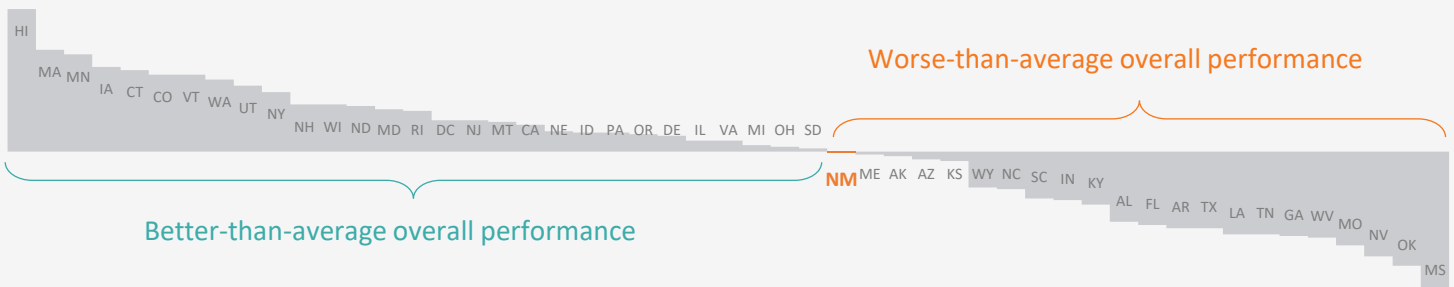 HI
MA MN IA CT CO VT WA UT NY NH WI ND MD RI DC NJ MT CA NE ID PA OR DE IL VA MI OH SD
Worse-than-average overall performance
NM ME AK AZ KS WY NC SC IN KY AL FL AR TX LA TN GA WV MO NV OK MS
Better-than-average overall performance